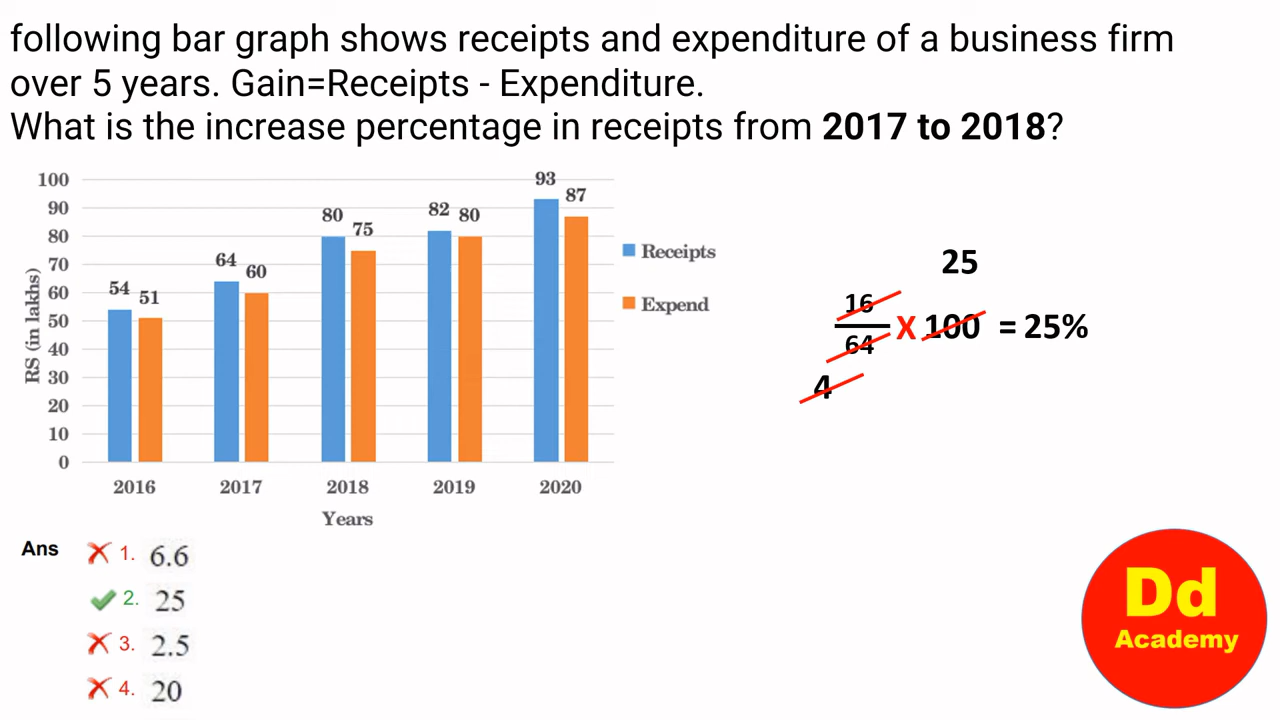 following bar graph shows receipts and expenditure of a business firm
over 5 years. Gain=Receipts - Expenditure.
What is the increase percentage in receipts from 2017 to 2018?
100
90
80
70
60
50
40
30
20
10
0
RS (in lakhs)
54
51
64
60
80
75
82
80
93
87
2016 2017 2018 2019 2020
Years
Receipts
Expend
25
16
64
X 100 = 25%
4
Ans
1. 6.6
2. 25
3. 2.5
4. 20
Dd
Academy